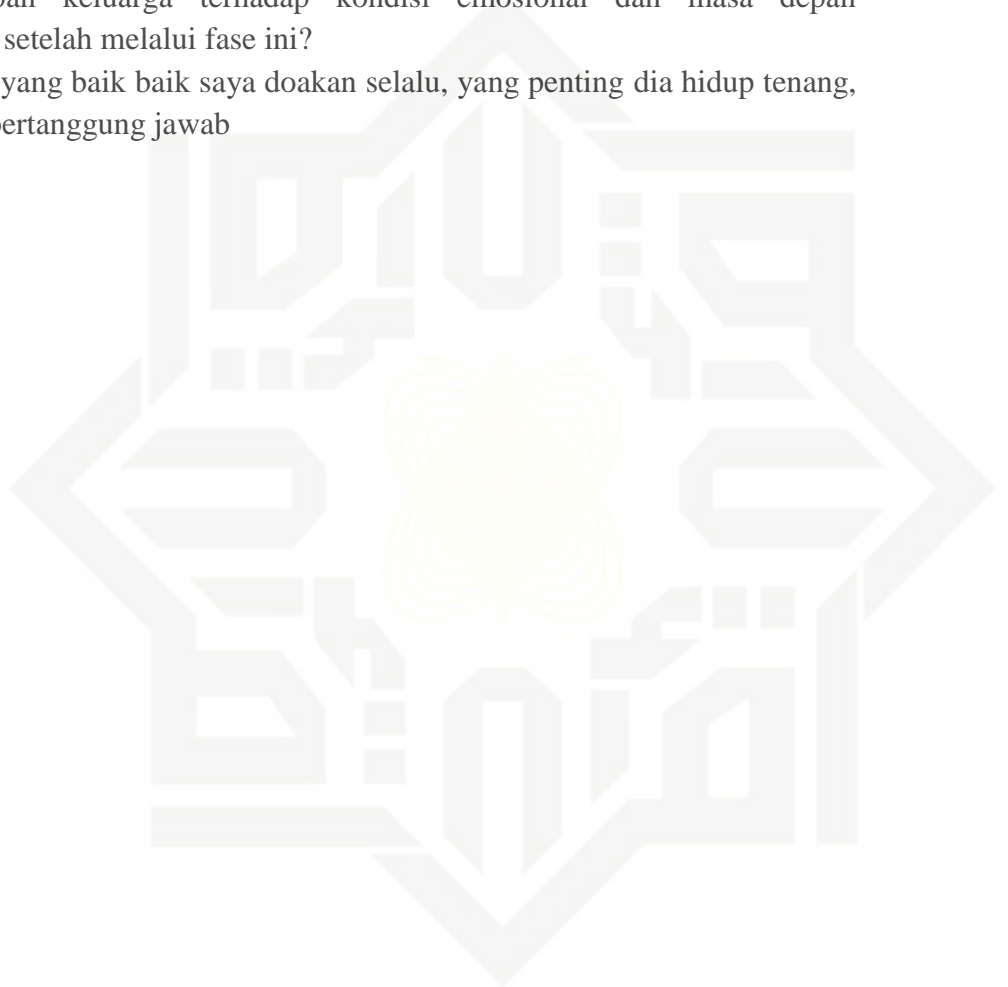 keluarga terhadap kondisi emosional dan masa depan
setelah melalui fase ini?
yang baik baik saya doakan selalu, yang penting dia hidup tenang,
bertanggung jawab